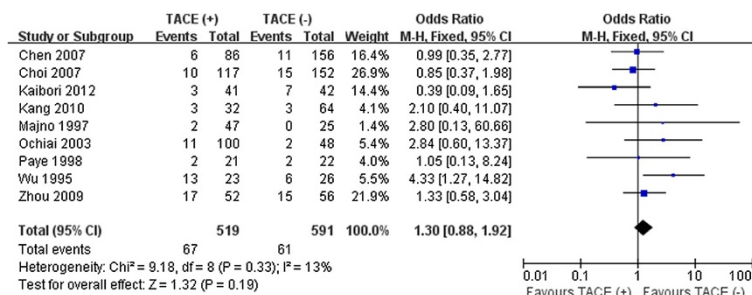 TACE (+) TACE (-) Odds Ratio Odds Ratio
Study or Subgroup Events Total Events Total Weight M-H, Fixed, 95% CI M-H, Fixed, 95% CI
Chen 2007 6 86 11 156 16.4% 0.99 [0.35, 2.77]
Choi 2007 10 117 15 152 26.9% 0.85 [0.37, 1.98]
Kaibori 2012 3 41 7 42 14.4% 0.39 [0.09, 1.65]
Kang 2010 3 32 3 64 4.1% 2.10 [0.40, 11.07]
Majno 1997 2 47 0 25 1.4% 2.80 [0.13, 60.66]
Ochiai 2003 11 100 2 48 5.4% 2.84 [0.60, 13.37]
Paye 1998 2 21 2 22 4.0% 1.05 [0.13, 8.24]
Wu 1995 13 23 6 26 5.6% 4.33 [1.27, 14.82]
Zhou 2009 17 52 15 56 21.9% 1.33 [0.58, 3.04]
Total (95% CI) 519 591 100.0% 1.30 [0.88, 1.92]
Total events 67 61
Heterogeneity: Chi² = 9.18, df = 8 (P = 0.33); I² = 13%
Test for overall effect: Z = 1.32 (P = 0.19)
0.01 0.1 1 10 100
Favours TACE (+) Favours TACE (-)